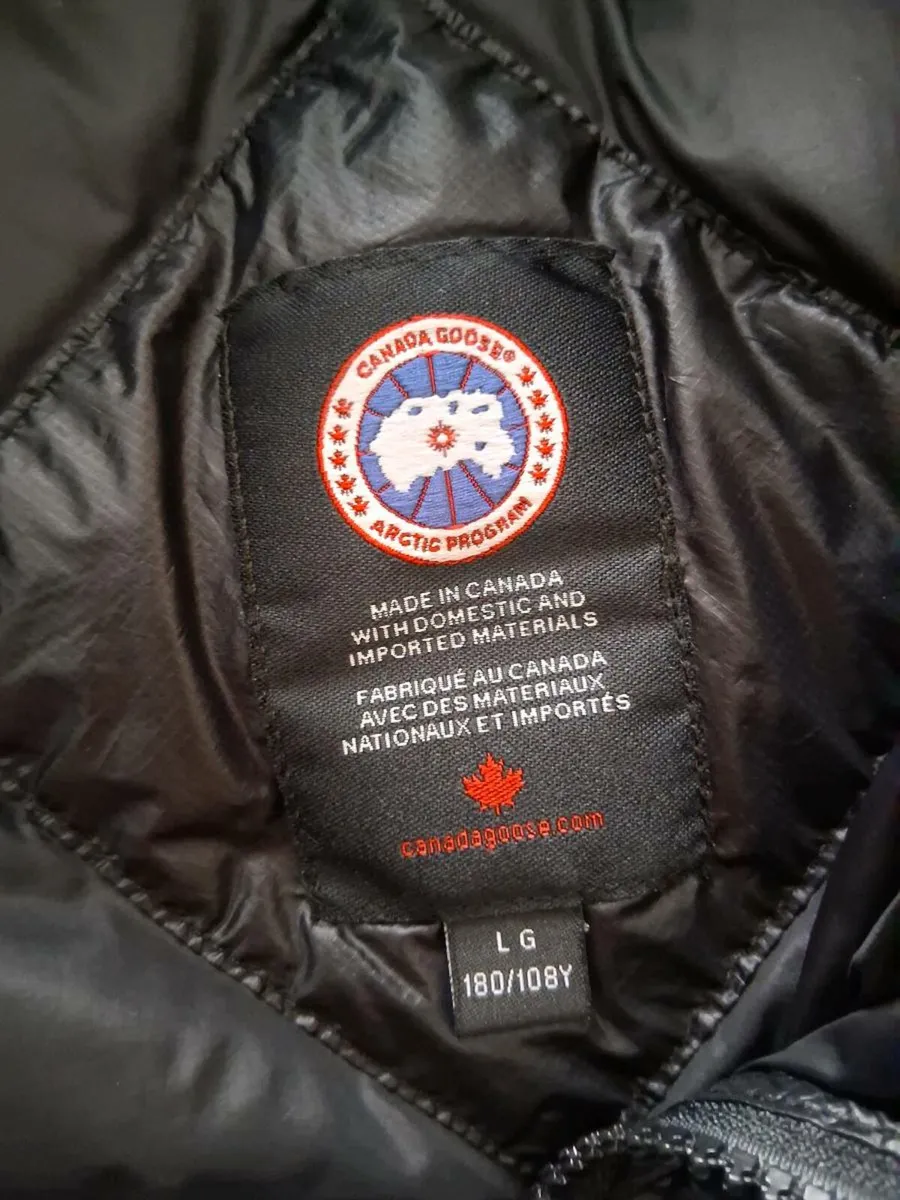 CANADA GOOSE®
ARCTIC PROGRAM
MADE IN CANADA
WITH DOMESTIC AND
IMPORTED MATERIALS
FABRIQUÉ AU CANADA
AVEC DES MATERIAUX
NATIONAUX ET IMPORTÉS
canadagoose.com
LG
180/108Y